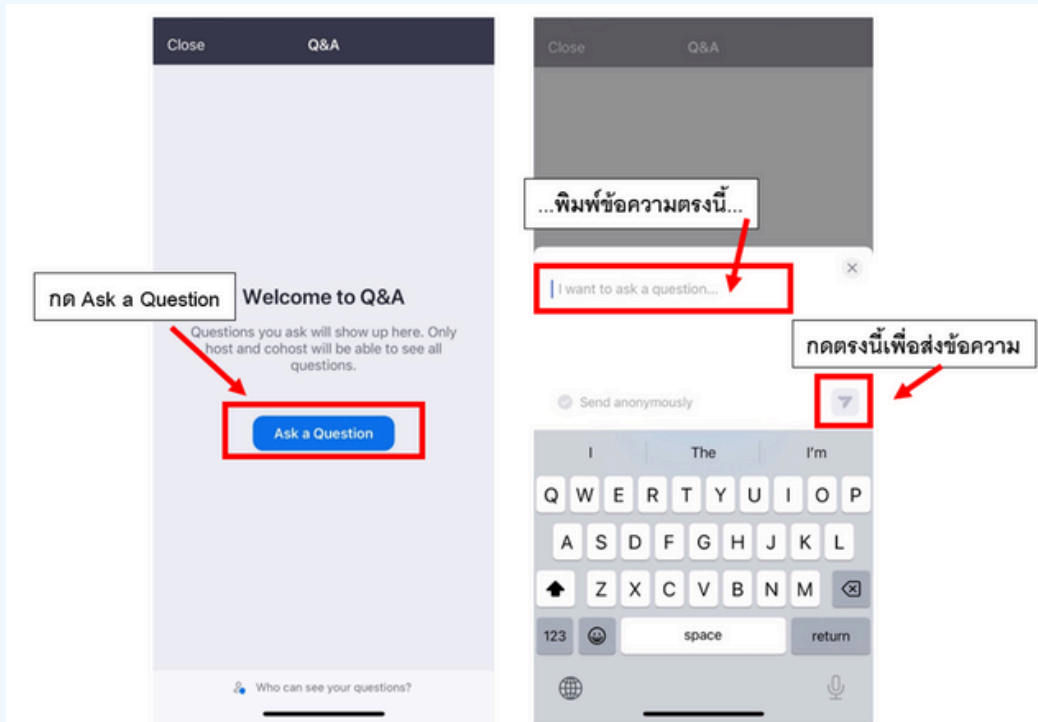 Close Q&A
กด Ask a Question
Welcome to Q&A
Questions you ask will show up here. Only
host and cohost will be able to see all
questions.
Ask a Question
Who can see your questions?
Close Q&A
...พิมพ์ข้อความตรงนี้...
I want to ask a question...
กดตรงนี้เพื่อส่งข้อความ
Send anonymously
I The I'm
Q W E R T Y U I O P
A S D F G H J K L
Z X C V B N M
123 space return